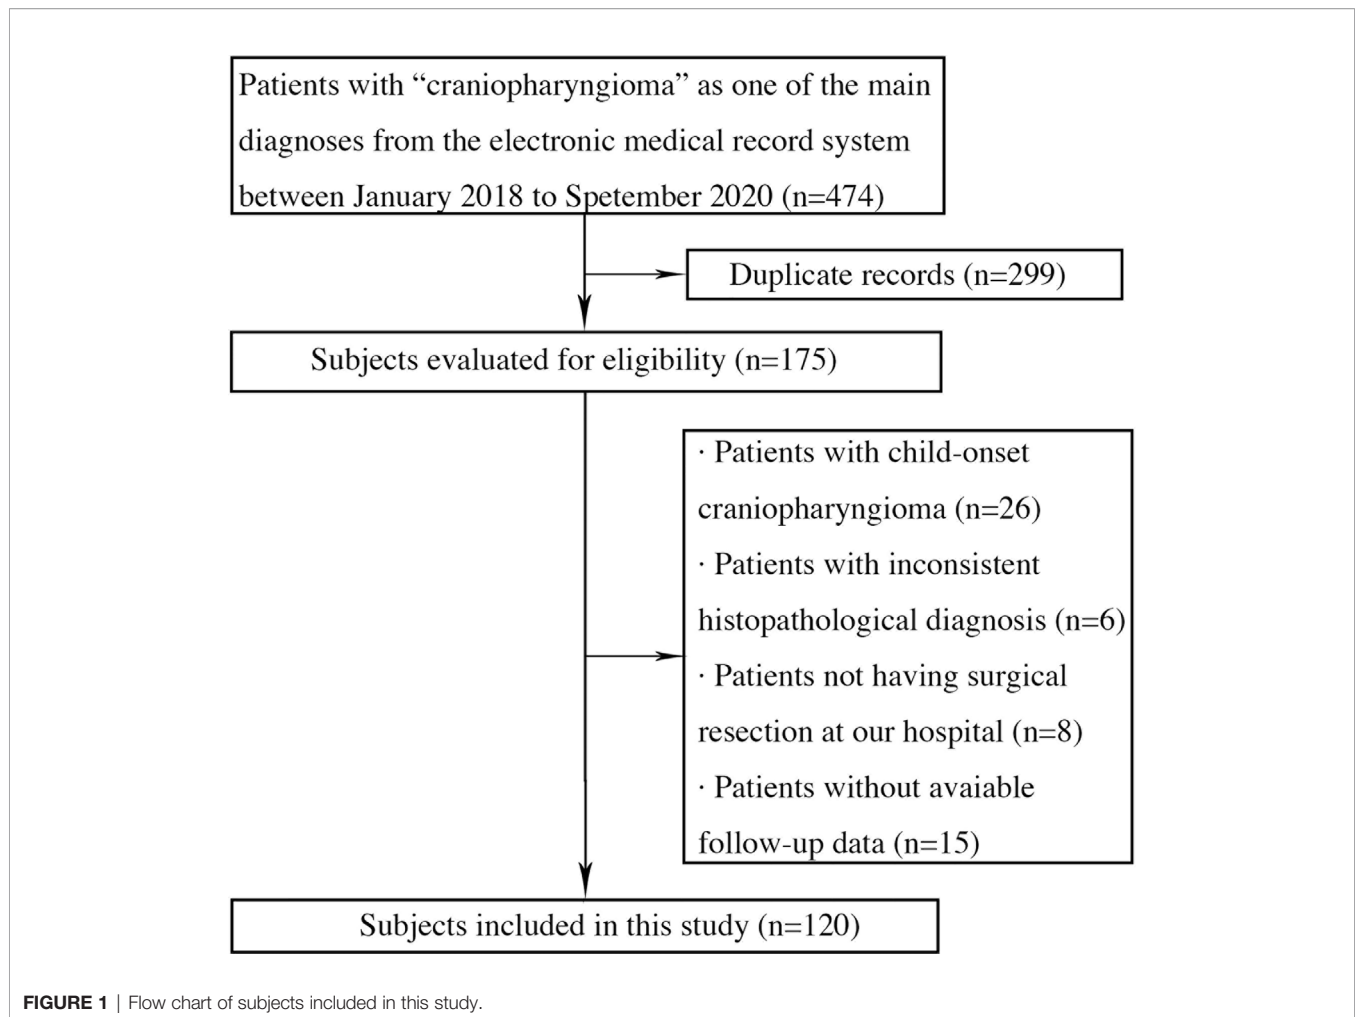 Patients with “craniopharyngioma” as one of the main
diagnoses from the electronic medical record system
between January 2018 to Spetember 2020 (n=474)
Duplicate records (n=299)
Subjects evaluated for eligibility (n=175)
· Patients with child-onset
craniopharyngioma (n=26)
· Patients with inconsistent
histopathological diagnosis (n=6)
· Patients not having surgical
resection at our hospital (n=8)
· Patients without avaiable
follow-up data (n=15)
Subjects included in this study (n=120)
FIGURE 1 | Flow chart of subjects included in this study.